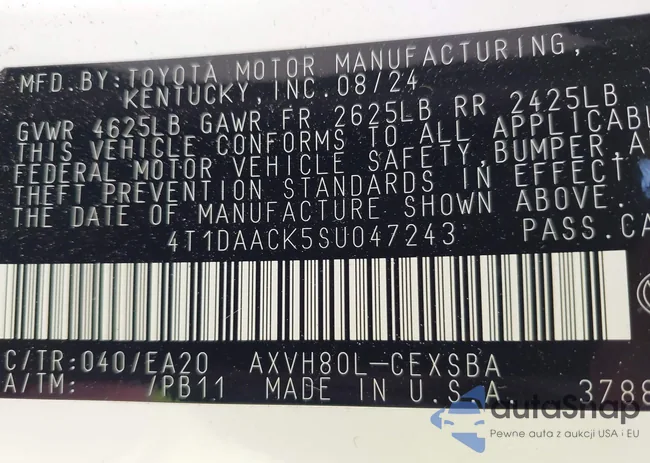 MFD.BY:TOYOTA MOTOR MANUFACTURING,
KENTUCKY,INC.08/24
GVWR 4625LB GAWR FR 2625LB RR 2425LB
THIS VEHICLE CONFORMS TO ALL APPLICABL
FEDERAL MOTOR VEHICLE SAFETY,BUMPER,A
THEFT PREVENTION STANDARDS IN EFFECT
THE DATE OF MANUFACTURE SHOWN ABOVE.
4T1DAACK5SU047243 PASS.CA
C/TR:040/EA20 AXVH80L-CEXSBA
A/TM: /PB11 MADE IN U.S.A. 3788
autaSnap
Pewne auta z aukcji USA i EU